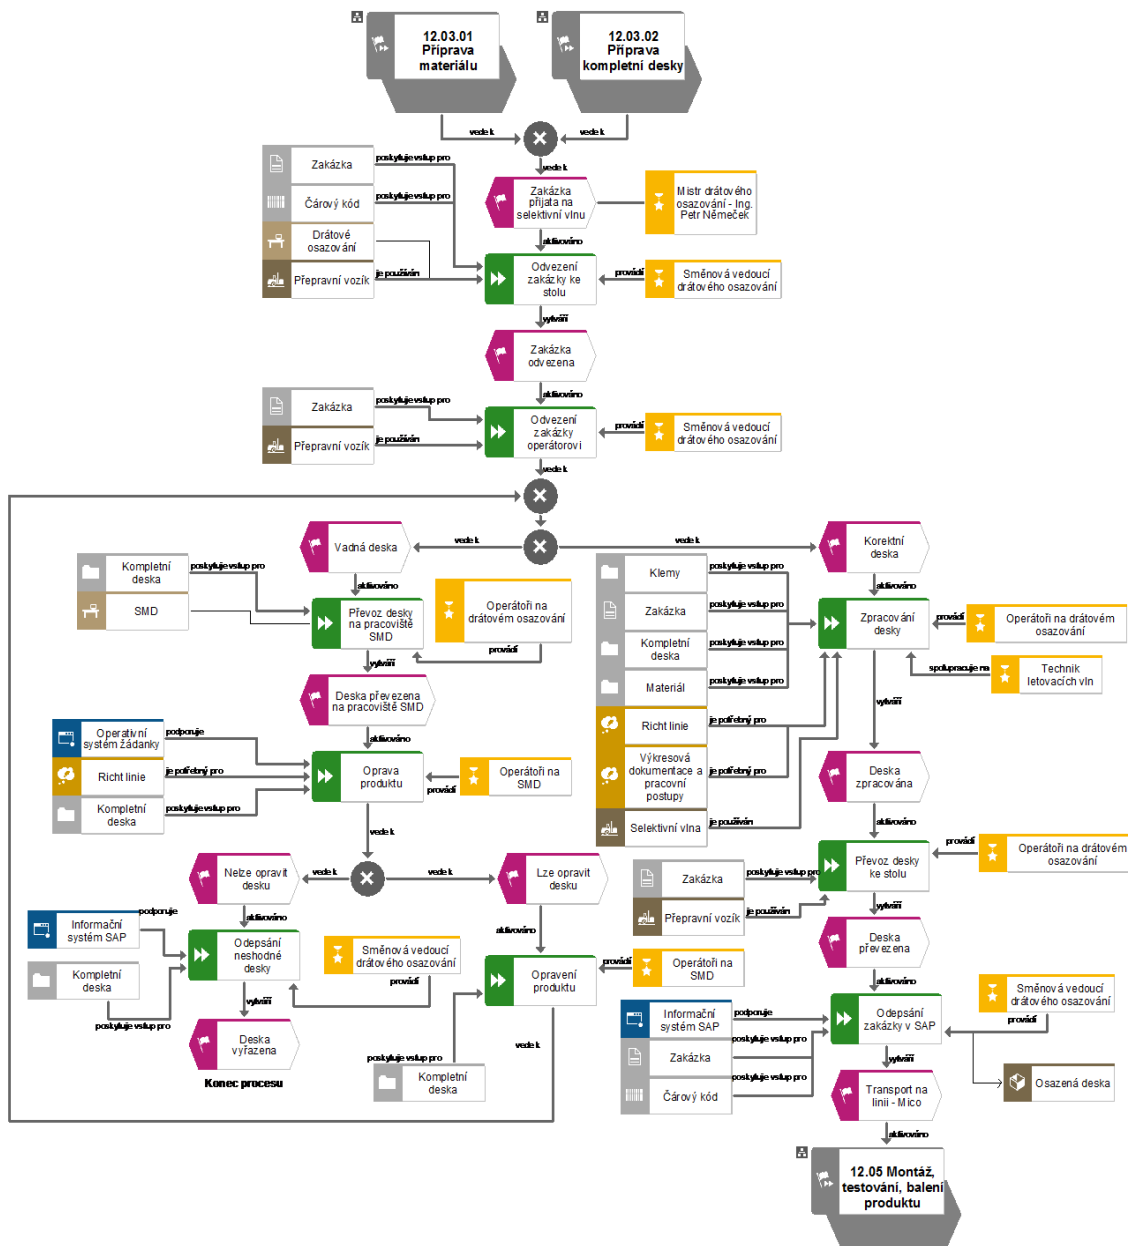 12.03.01
Příprava
materiálu
12.03.02
Příprava
kompletní desky
vede k
vede k
vede k
Zakázka
poskytuje vstup pro
Čárový kód
poskytuje vstup pro
Drátové
osazování
Přepravní vozík
je používán
Zakázka
přijata na
selektivní vlnu
Mistr drátového
osazování - Ing.
Petr Němeček
aktivováno
Odvezení
zakázky ke
stolu
provádí
Směnová vedoucí
drátového osazování
vytváří
Zakázka
odvezena
aktivováno
Zakázka
poskytuje vstup pro
Přepravní vozík
je používán
Odvezení
zakázky
operátorovi
provádí
Směnová vedoucí
drátového osazování
vede k
Vadná deska
vede k
vede k
Korektní
deska
Kompletní
deska
poskytuje vstup pro
SMD
aktivováno
Převoz desky
na pracoviště
SMD
Operátoři na
drátovém osazování
provádí
vytváří
Deska převezena
na pracoviště SMD
aktivováno
Operativní
systém žádanky
podporuje
Richt linie
je potřebný pro
Kompletní
deska
poskytuje vstup pro
Oprava
produktu
provádí
Operátoři na
SMD
vede k
Klemy
poskytuje vstup pro
Zakázka
poskytuje vstup pro
Kompletní
deska
poskytuje vstup pro
Materiál
poskytuje vstup pro
Richt linie
je potřebný pro
Výkresová
dokumentace a
pracovní
postupy
je potřebný pro
Selektivní vlna
je používán
aktivováno
Zpracování
desky
provádí
Operátoři na drátovém
osazování
spolupracuje na
Technik
letovacích vln
vytváří
Deska
zpracována
aktivováno
Nelze opravit
desku
vede k
vede k
Lze opravit
desku
Zakázka
poskytuje vstup pro
Přepravní vozík
je používán
Převoz desky
ke stolu
provádí
Operátoři na drátovém
osazování
vytváří
Informační
systém SAP
podporuje
Kompletní
deska
poskytuje vstup pro
aktivováno
Odepsání
neshodné
desky
Směnová vedoucí
drátového osazování
provádí
vytváří
Deska
vyřazena
Konec procesu
aktivováno
Opravení
produktu
provádí
Operátoři na
SMD
poskytuje vstup pro
Kompletní
deska
vede k
Deska
převezena
aktivováno
Informační
systém SAP
podporuje
Zakázka
poskytuje vstup pro
Čárový kód
poskytuje vstup pro
Odepsání
zakázky v SAP
Směnová vedoucí
drátového osazování
provádí
Osazená deska
vytváří
Transport na
linii - Mico
aktivováno
12.05 Montáž,
testování, balení
produktu